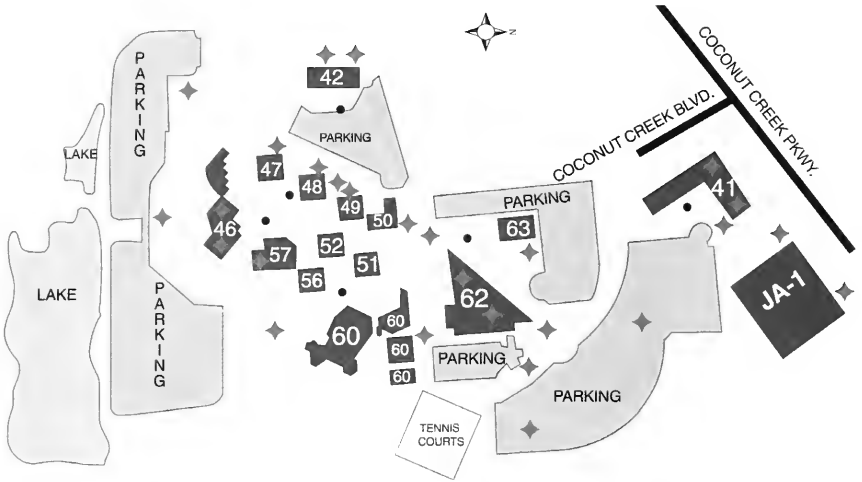 N
COCONUT CREEK PKWY.
COCONUT CREEK BLVD.
PARKING
42
PARKING
LAKE
47
48
49
50
41
PARKING
63
46
57
52
51
56
62
JA-1
LAKE
PARKING
60
60
60
60
PARKING
PARKING
TENNIS
COURTS